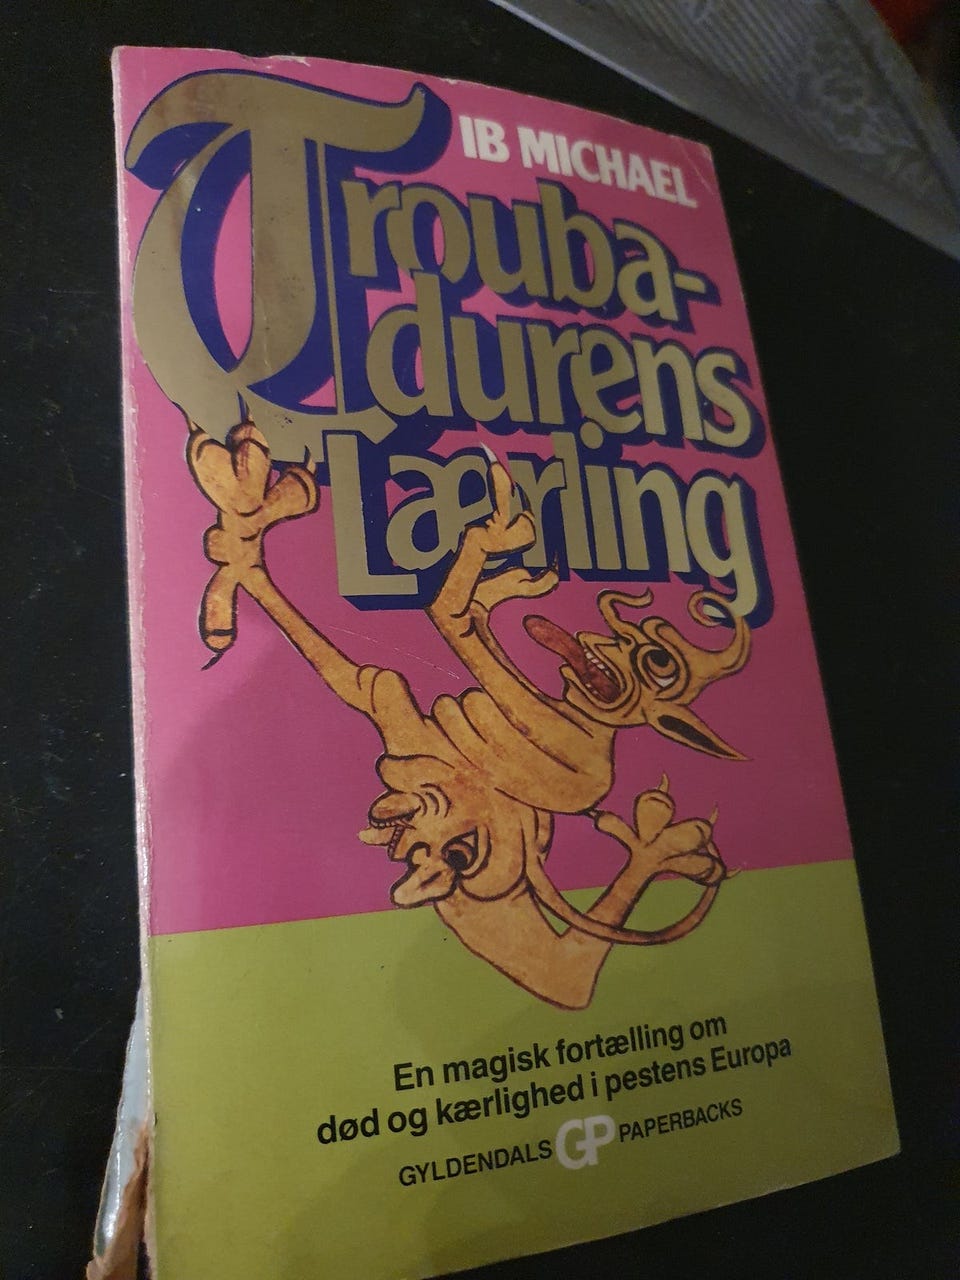 IB MICHAEL
Trouba-
durens
Lærling
En magisk fortælling om
død og kærlighed i pestens Europa
GYLDENDALS GP PAPERBACKS